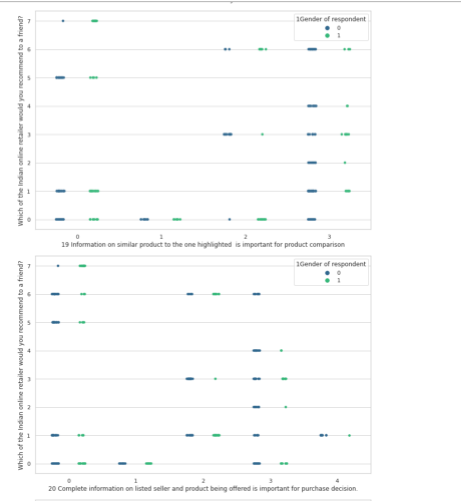 Which of the Indian online retailer would you recommend to a friend?
7
6
5
4
3
2
1
0
1Gender of respondent
0
1
0 1 2 3
19 Information on similar product to the one highlighted is important for product comparison
Which of the Indian online retailer would you recommend to a friend?
7
6
5
4
3
2
1
0
1Gender of respondent
0
1
0 1 2 3 4
20 Complete information on listed seller and product being offered is important for purchase decision.